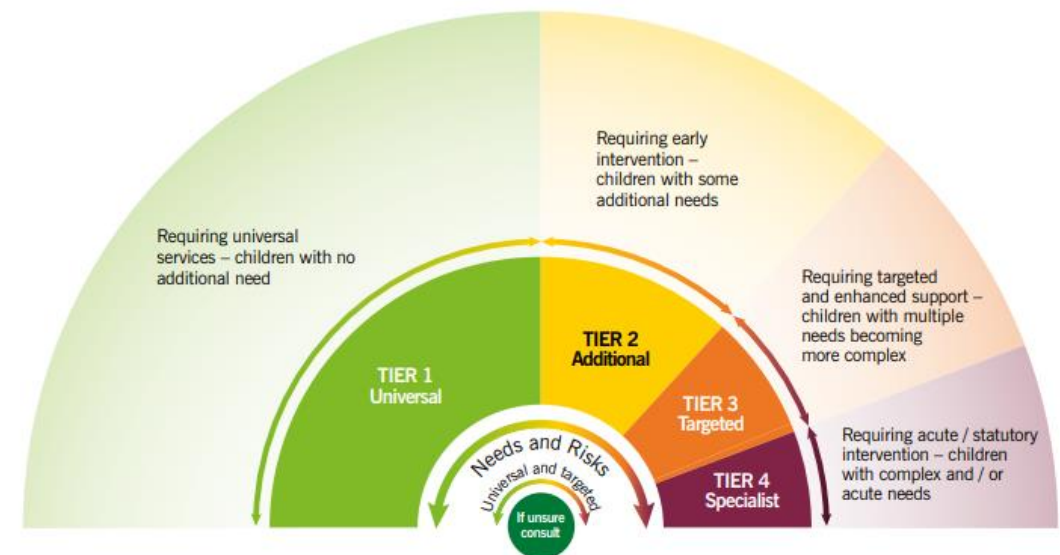 Requiring universal
services – children with no
additional need
Requiring early
intervention –
children with some
additional needs
Requiring targeted
and enhanced support –
children with multiple
needs becoming
more complex
Requiring acute / statutory
intervention – children
with complex and / or
acute needs
TIER 1
Universal
TIER 2
Additional
TIER 3
Targeted
TIER 4
Specialist
Needs and Risks
Universal and targeted
If unsure
consult